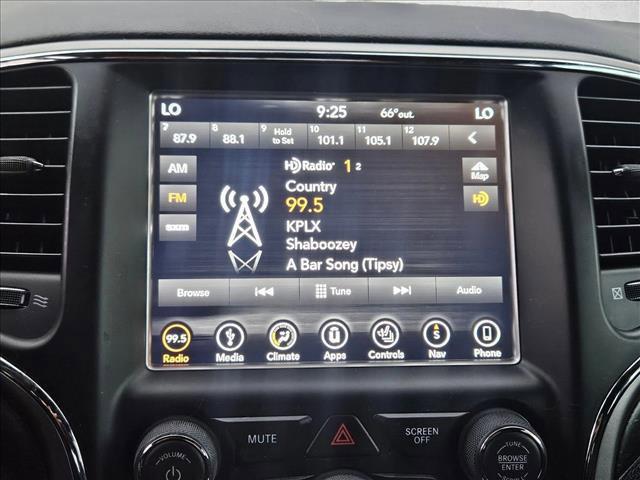 LO 9:25 66°out. LO
7 87.9 8 88.1 9 Hold to Set 10 101.1 11 105.1 12 107.9
AM HD Radio 1 2 Map
Country
FM 99.5 HD
KPLX
sxm Shaboozey
A Bar Song (Tipsy)
Browse Tune Audio
99.5 S
Radio Media Climate Apps Controls Nav Phone
MUTE SCREEN OFF
VOLUME TUNE
BROWSE
ENTER